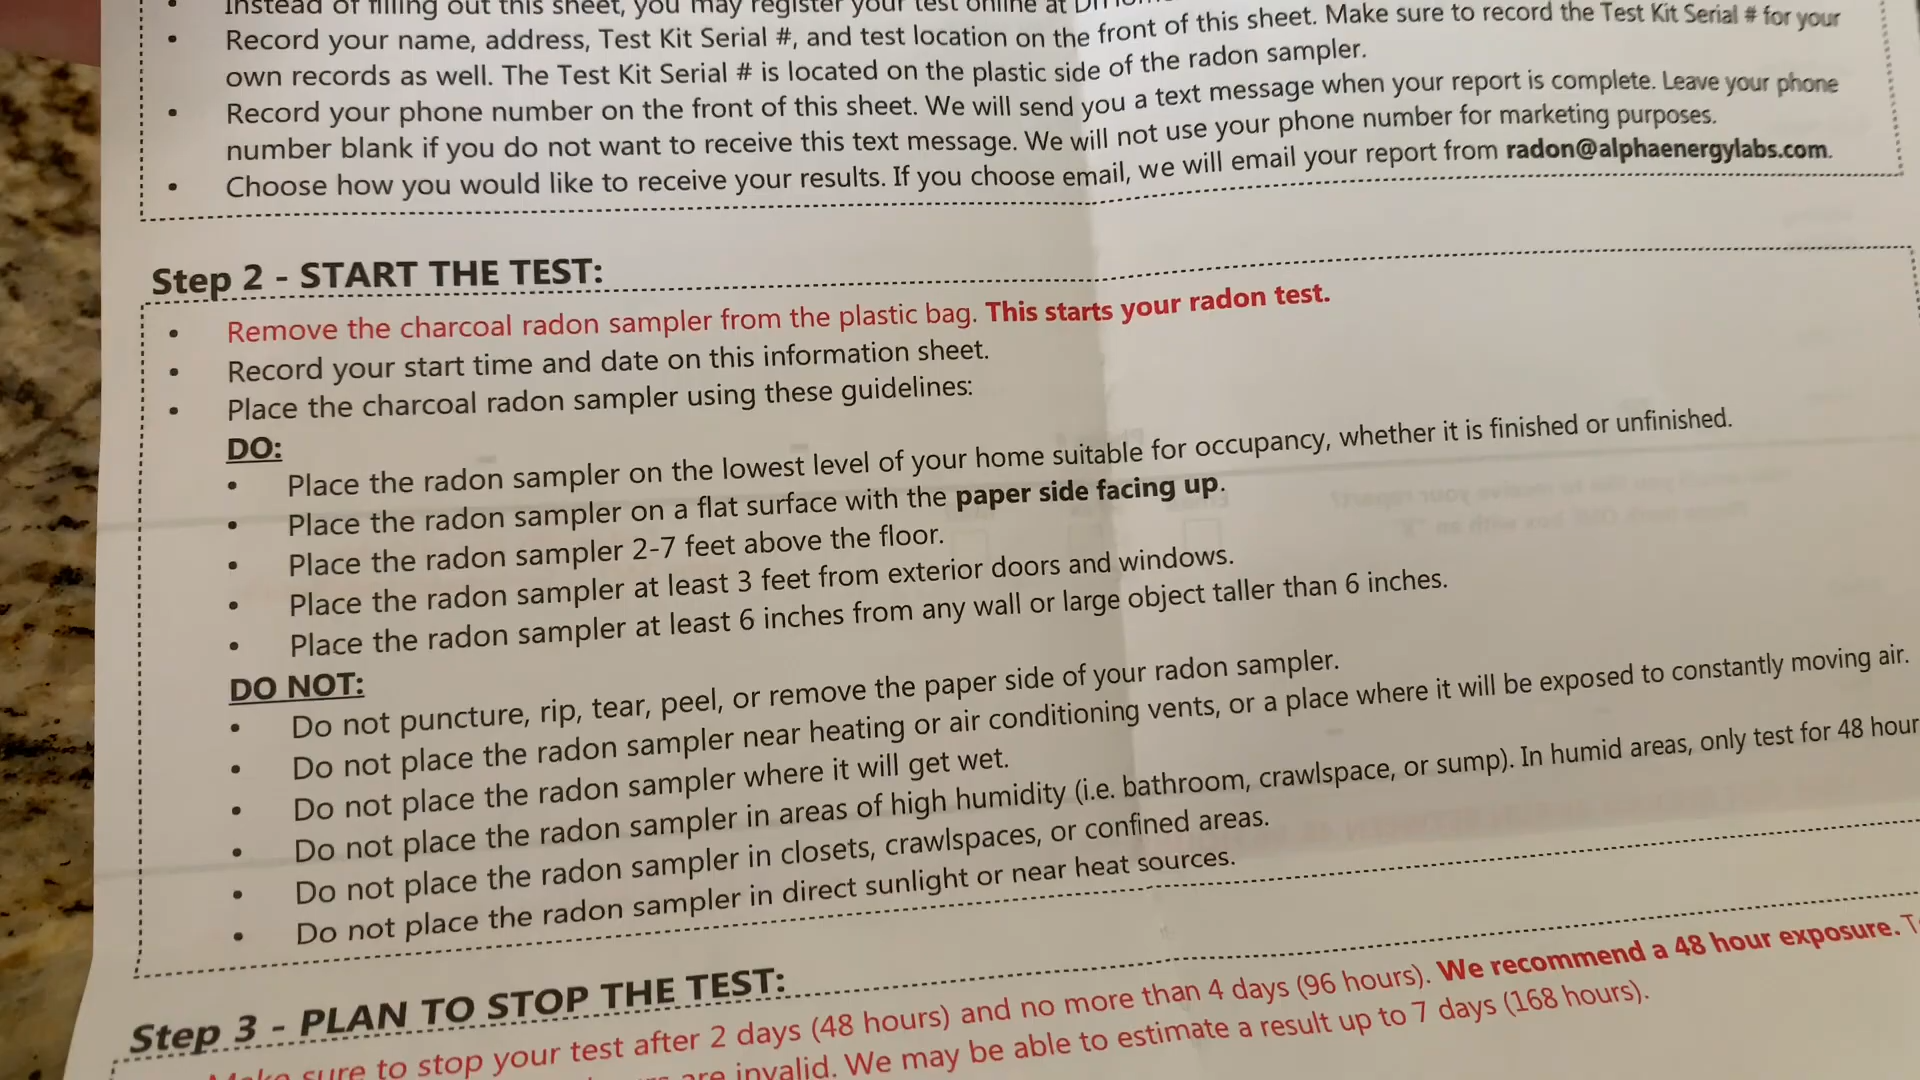 Instead of filling out this sheet, you may register your test online at
• Record your name, address, Test Kit Serial #, and test location on the front of this sheet. Make sure to record the Test Kit Serial # for your
own records as well. The Test Kit Serial # is located on the plastic side of the radon sampler.
• Record your phone number on the front of this sheet. We will send you a text message when your report is complete. Leave your phone
number blank if you do not want to receive this text message. We will not use your phone number for marketing purposes.
• Choose how you would like to receive your results. If you choose email, we will email your report from radon@alphaenergylabs.com.
Step 2 - START THE TEST:
• Remove the charcoal radon sampler from the plastic bag. This starts your radon test.
• Record your start time and date on this information sheet.
• Place the charcoal radon sampler using these guidelines:
DO:
• Place the radon sampler on the lowest level of your home suitable for occupancy, whether it is finished or unfinished.
• Place the radon sampler on a flat surface with the paper side facing up.
• Place the radon sampler 2-7 feet above the floor.
• Place the radon sampler at least 3 feet from exterior doors and windows.
• Place the radon sampler at least 6 inches from any wall or large object taller than 6 inches.
DO NOT:
• Do not puncture, rip, tear, peel, or remove the paper side of your radon sampler.
• Do not place the radon sampler near heating or air conditioning vents, or a place where it will be exposed to constantly moving air.
• Do not place the radon sampler where it will get wet.
• Do not place the radon sampler in areas of high humidity (i.e. bathroom, crawlspace, or sump). In humid areas, only test for 48 hour
• Do not place the radon sampler in closets, crawlspaces, or confined areas.
• Do not place the radon sampler in direct sunlight or near heat sources.
Step 3 - PLAN TO STOP THE TEST:
Make sure to stop your test after 2 days (48 hours) and no more than 4 days (96 hours). We recommend a 48 hour exposure.
are invalid. We may be able to estimate a result up to 7 days (168 hours).